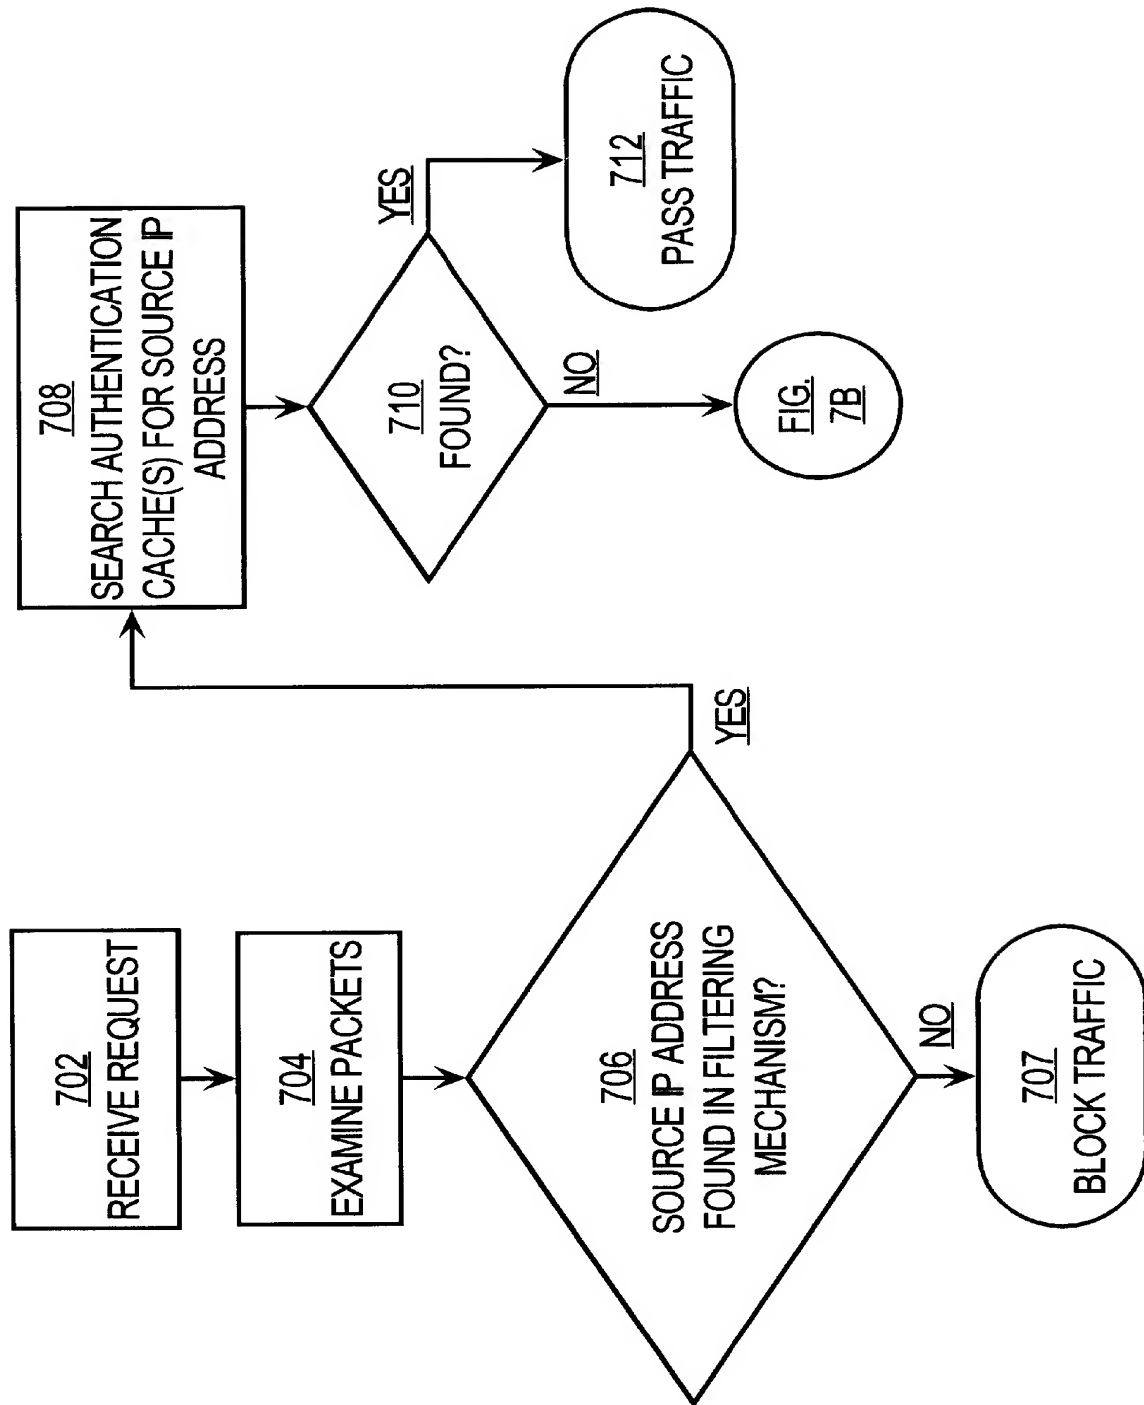 702
RECEIVE REQUEST
704
EXAMINE PACKETS
706
SOURCE IP ADDRESS
FOUND IN FILTERING
MECHANISM?
YES
NO
707
BLOCK TRAFFIC
708
SEARCH AUTHENTICATION
CACHE(S) FOR SOURCE IP
ADDRESS
710
FOUND?
YES
NO
712
PASS TRAFFIC
FIG.
7B